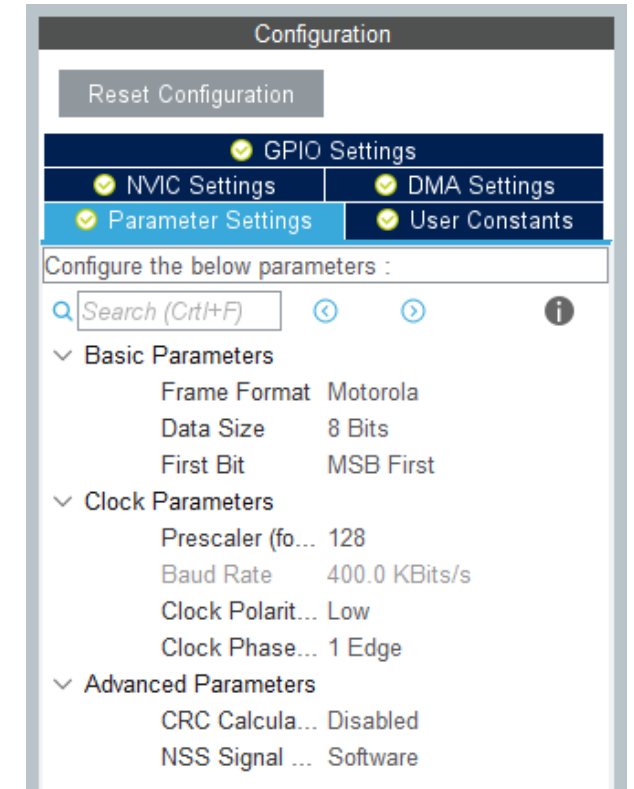 Configuration
Reset Configuration
GPIO Settings
NVIC Settings DMA Settings
Parameter Settings User Constants
Configure the below parameters :
Search (Crtl+F)
Basic Parameters
Frame Format Motorola
Data Size 8 Bits
First Bit MSB First
Clock Parameters
Prescaler (fo... 128
Baud Rate 400.0 KBits/s
Clock Polarit... Low
Clock Phase... 1 Edge
Advanced Parameters
CRC Calcula... Disabled
NSS Signal ... Software